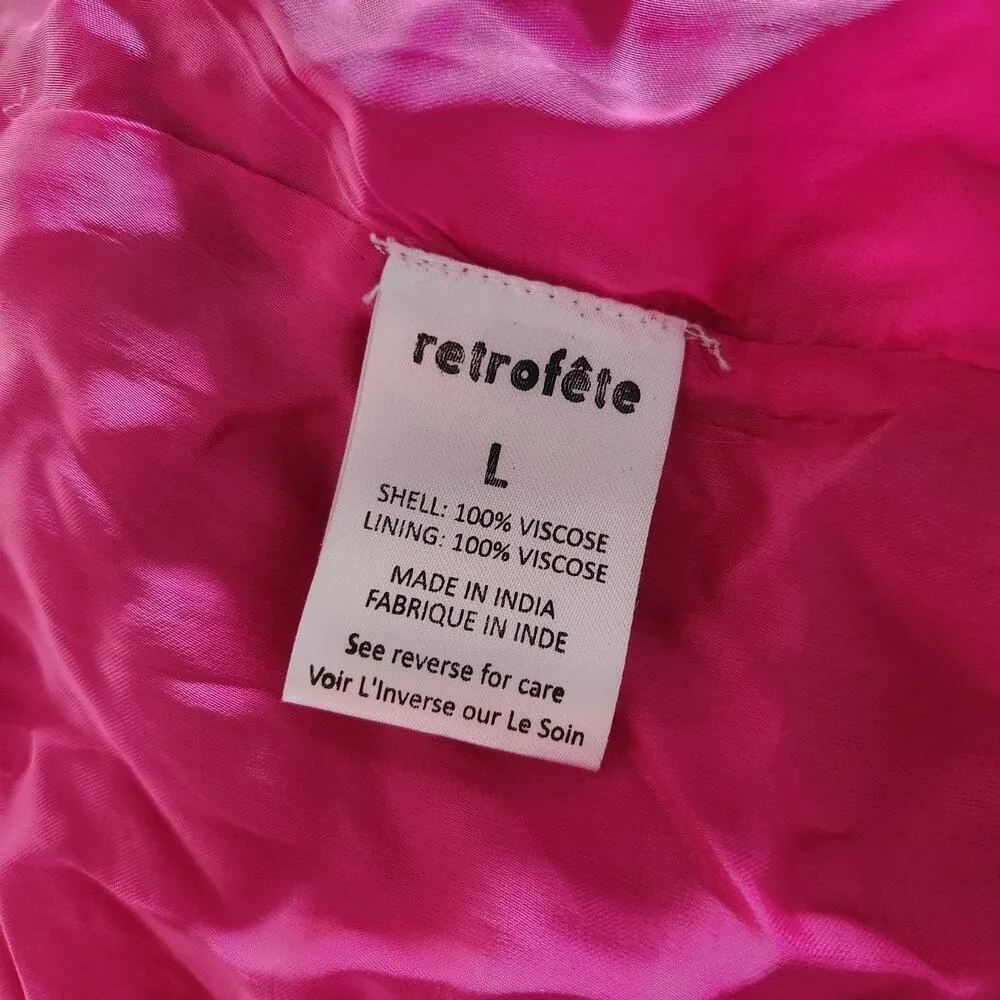 retrofête
L
SHELL: 100% VISCOSE
LINING: 100% VISCOSE
MADE IN INDIA
FABRIQUE IN INDE
See reverse for care
Voir L'Inverse our Le Soin